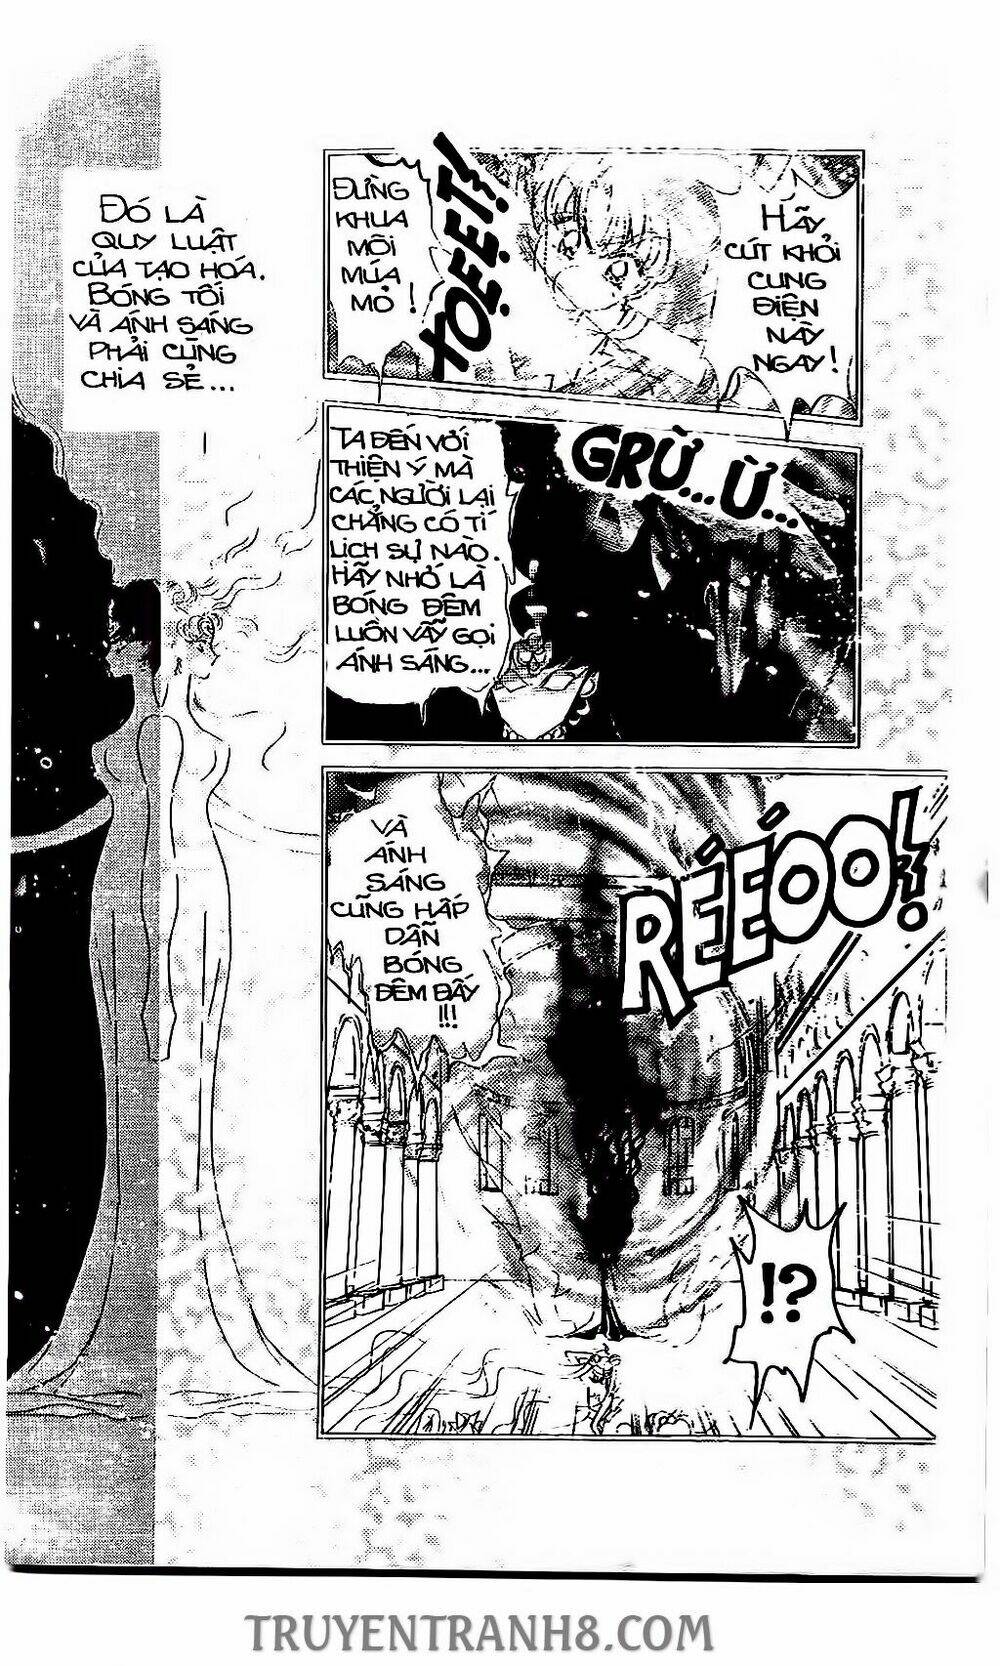 HÃY
CÚT KHỎI
CUNG
ĐIỆN
NÀY
NGAY!
XOẸẸT!!
ĐỪNG
KHUA
MÔI
MÚA
MỎ!
GRỪ...Ừ...
TA ĐẾN VỚI
THIỆN Ý MÀ
CÁC NGƯỜI LẠI
CHẲNG CÓ TÍ
LỊCH SỰ NÀO.
HÃY NHỚ LÀ
BÓNG ĐÊM
LUÔN VẪY GỌI
ÁNH SÁNG...
RÉÉOO!!
VÀ
ÁNH
SÁNG
CŨNG HẤP
DẪN
BÓNG
ĐÊM ĐẤY
!!!
!?
ĐÓ LÀ
QUY LUẬT
CỦA TẠO HOÁ.
BÓNG TỐI
VÀ ÁNH SÁNG
PHẢI CÙNG
CHIA SẺ...
TRUYENTRANH8.COM